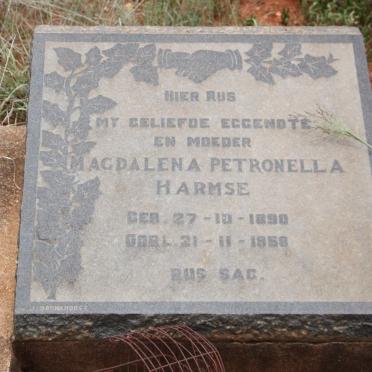 HIER RUS
MY GELIEFDE EGGENOTE
EN MOEDER
MAGDALENA PETRONELLA
HARMSE
GEB. 27-10-1890
OORL. 21-11-1958
RUS SAG.